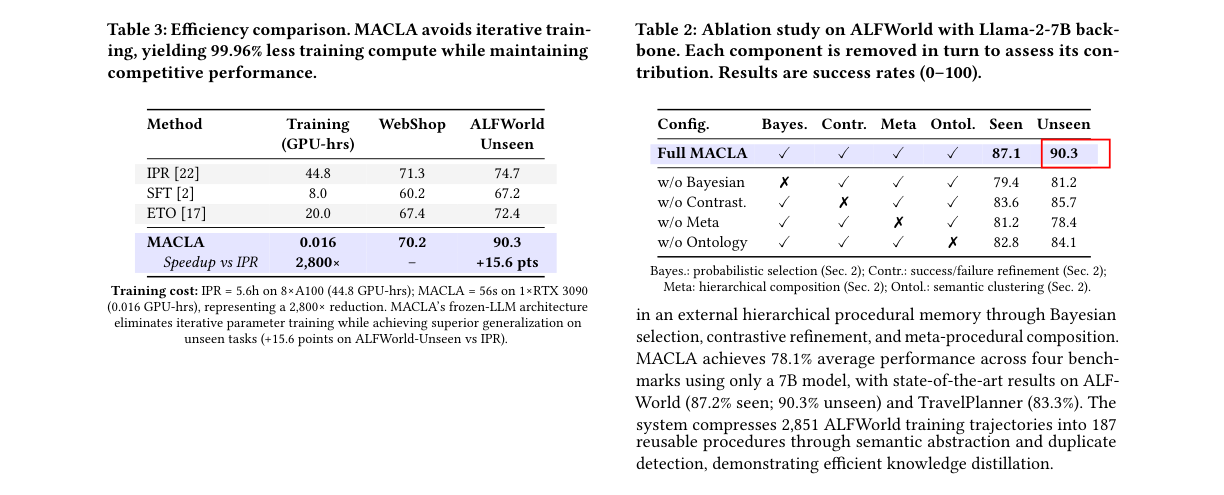 Table 3: Efficiency comparison. MACLA avoids iterative train-
ing, yielding 99.96% less training compute while maintaining
competitive performance.
Method Training WebShop ALFWorld
(GPU-hrs) Unseen
IPR [22] 44.8 71.3 74.7
SFT [2] 8.0 60.2 67.2
ETO [17] 20.0 67.4 72.4
MACLA 0.016 70.2 90.3
Speedup vs IPR 2,800× – +15.6 pts
Training cost: IPR = 5.6h on 8×A100 (44.8 GPU-hrs); MACLA = 56s on 1×RTX 3090
(0.016 GPU-hrs), representing a 2,800× reduction. MACLA's frozen-LLM architecture
eliminates iterative parameter training while achieving superior generalization on
unseen tasks (+15.6 points on ALFWorld-Unseen vs IPR).
Table 2: Ablation study on ALFWorld with Llama-2-7B back-
bone. Each component is removed in turn to assess its con-
tribution. Results are success rates (0–100).
Config. Bayes. Contr. Meta Ontol. Seen Unseen
Full MACLA ✓ ✓ ✓ ✓ 87.1 90.3
w/o Bayesian ✗ ✓ ✓ ✓ 79.4 81.2
w/o Contrast. ✓ ✗ ✓ ✓ 83.6 85.7
w/o Meta ✓ ✓ ✗ ✓ 81.2 78.4
w/o Ontology ✓ ✓ ✓ ✗ 82.8 84.1
Bayes.: probabilistic selection (Sec. 2); Contr.: success/failure refinement (Sec. 2);
Meta: hierarchical composition (Sec. 2); Ontol.: semantic clustering (Sec. 2).
in an external hierarchical procedural memory through Bayesian
selection, contrastive refinement, and meta-procedural composition.
MACLA achieves 78.1% average performance across four bench-
marks using only a 7B model, with state-of-the-art results on ALF-
World (87.2% seen; 90.3% unseen) and TravelPlanner (83.3%). The
system compresses 2,851 ALFWorld training trajectories into 187
reusable procedures through semantic abstraction and duplicate
detection, demonstrating efficient knowledge distillation.